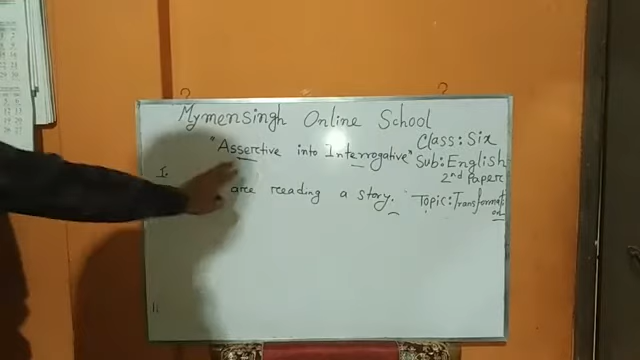 Mymensingh Online School
"Assertive into Interrogative"
Class: Six
Sub: English
2nd Paper
Topic: Transformation
I.
are reading a story.